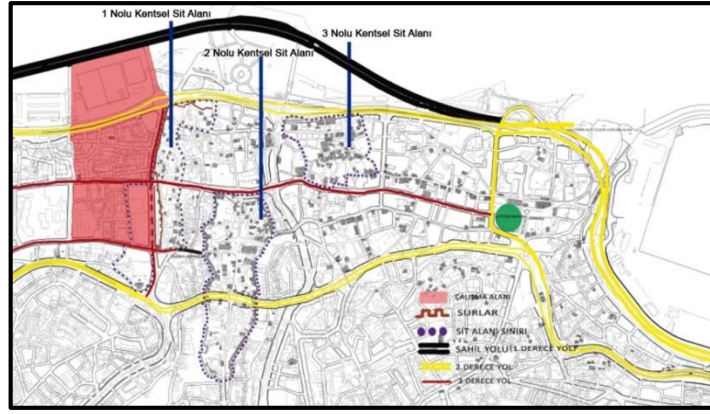 1 Nolu Kentsel Sit Alanı
2 Nolu Kentsel Sit Alanı
3 Nolu Kentsel Sit Alanı
ÇALIŞMA ALANI
SURLAR
SİT ALANI SINIRI
SAHİL YOLU(1.DERECE YOL)
2.DERECE YOL
3.DERECE YOL